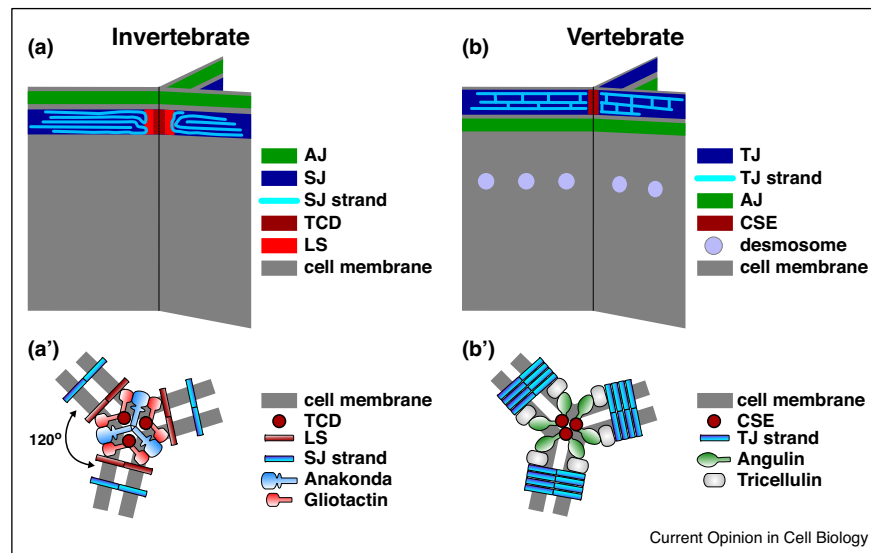 (a)
Invertebrate
AJ
SJ
SJ strand
TCD
LS
cell membrane
(b)
Vertebrate
TJ
TJ strand
AJ
CSE
desmosome
cell membrane
(a')
120º
cell membrane
TCD
LS
SJ strand
Anakonda
Gliotactin
(b')
cell membrane
CSE
TJ strand
Angulin
Tricellulin
Current Opinion in Cell Biology